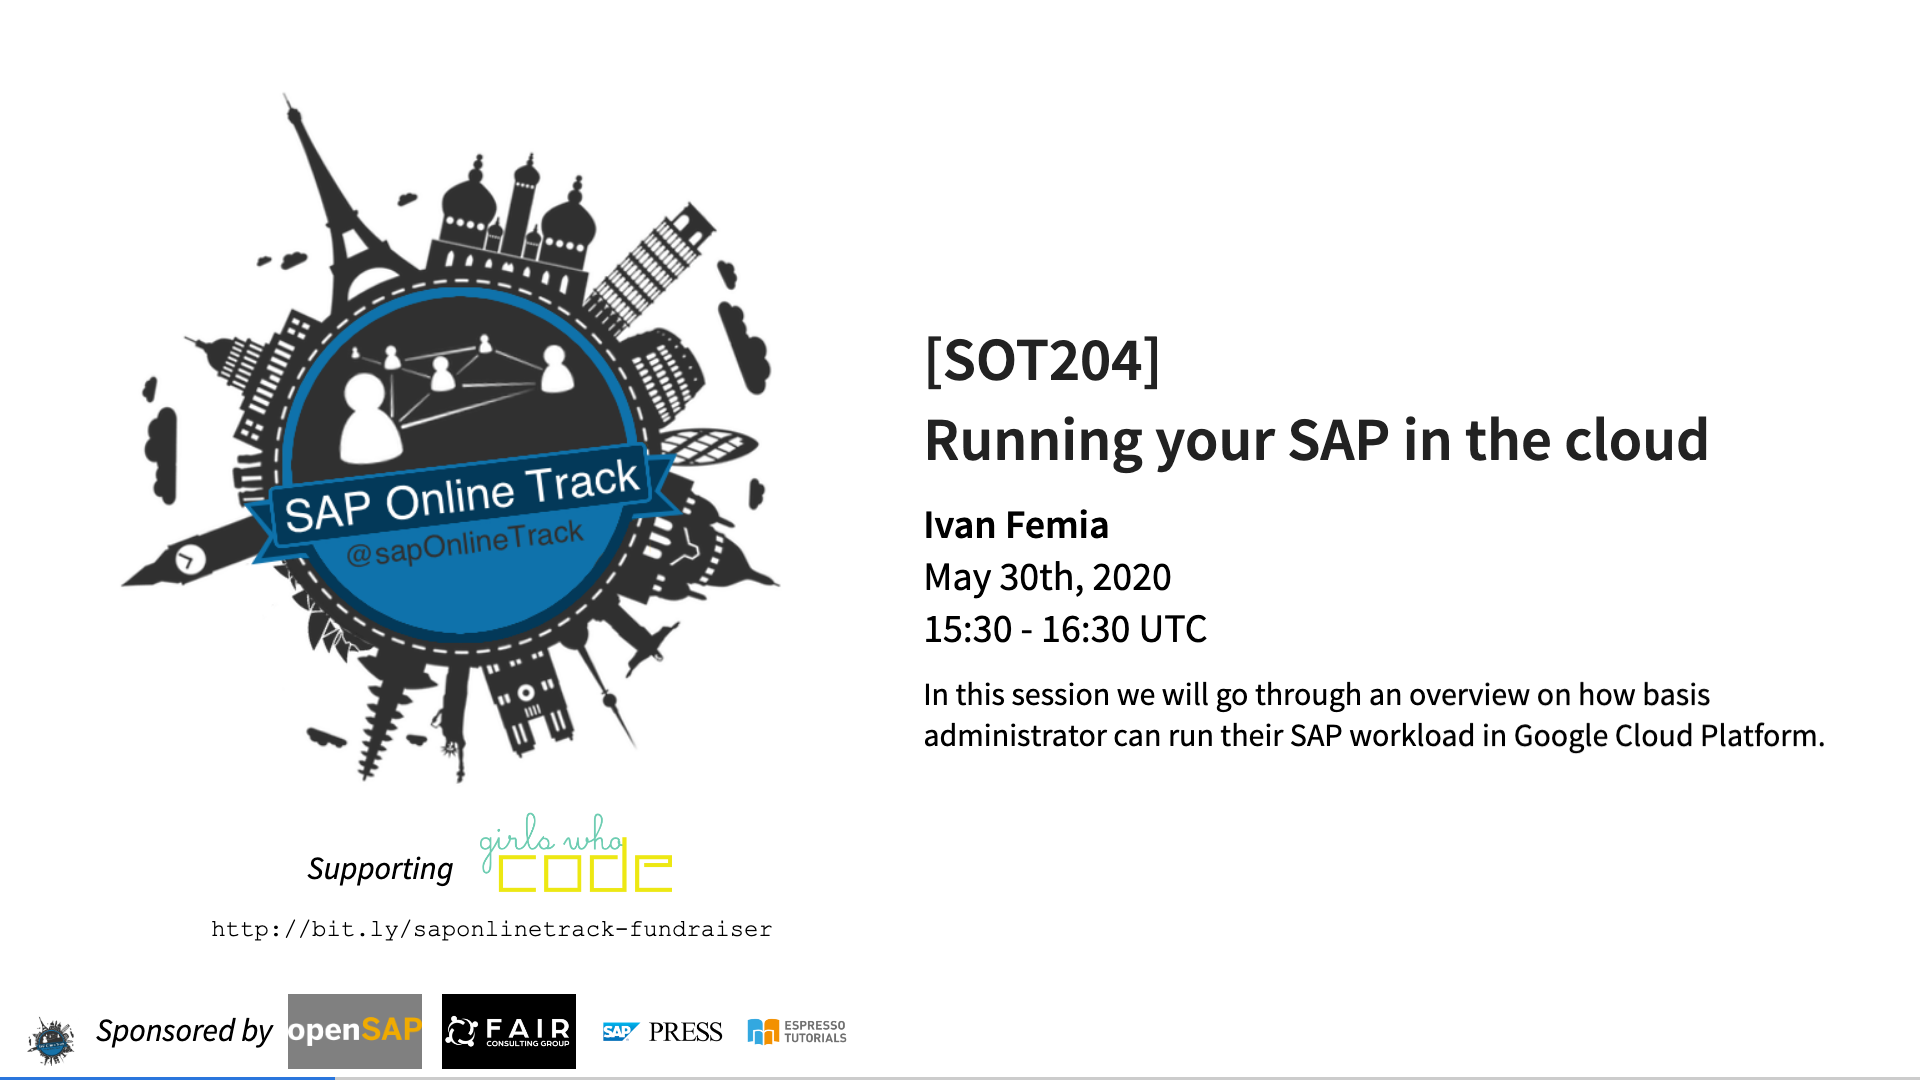 SAP Online Track
@sapOnlineTrack
[SOT204]
Running your SAP in the cloud
Ivan Femia
May 30th, 2020
15:30 - 16:30 UTC
In this session we will go through an overview on how basis
administrator can run their SAP workload in Google Cloud Platform.
Supporting
girls who
code
http://bit.ly/saponlinetrack-fundraiser
Sponsored by
openSAP
FAIR
CONSULTING GROUP
SAP PRESS
ESPRESSO
TUTORIALS